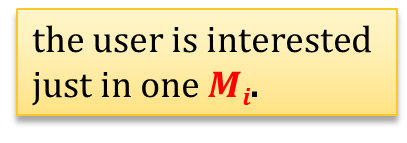 the user is interested
just in one Mᵢ.